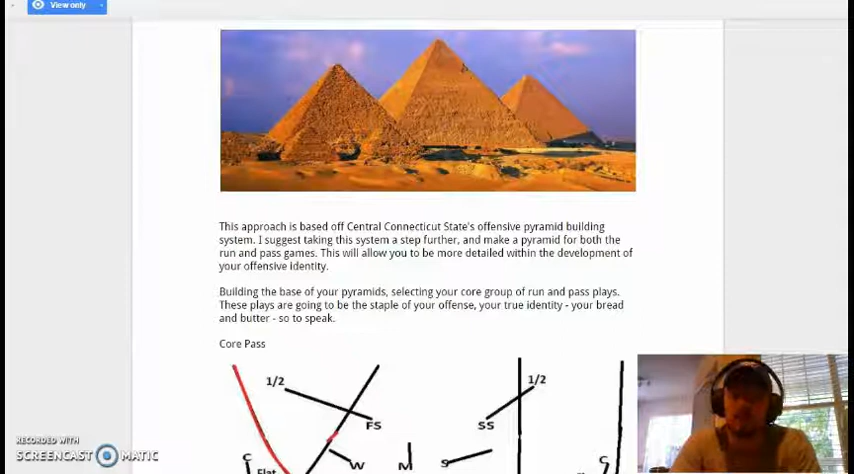 View only
This approach is based off Central Connecticut State's offensive pyramid building
system. I suggest taking this system a step further, and make a pyramid for both the
run and pass games. This will allow you to be more detailed within the development of
your offensive identity.
Building the base of your pyramids, selecting your core group of run and pass plays.
These plays are going to be the staple of your offense, your true identity - your bread
and butter - so to speak.
Core Pass
1/2 1/2
FS SS
C W M S C
Flat
RECORDED WITH
SCREENCAST MATIC